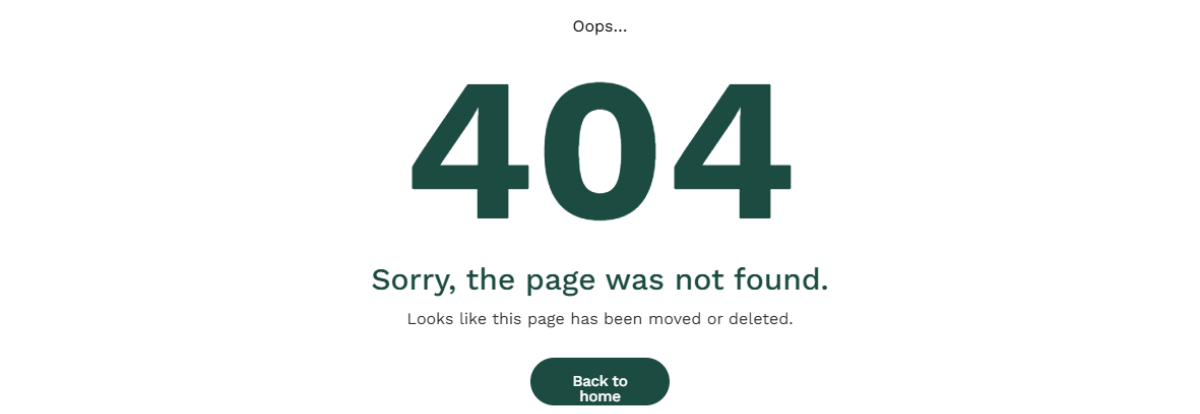 Oops...
404
Sorry, the page was not found.
Looks like this page has been moved or deleted.
Back to
home